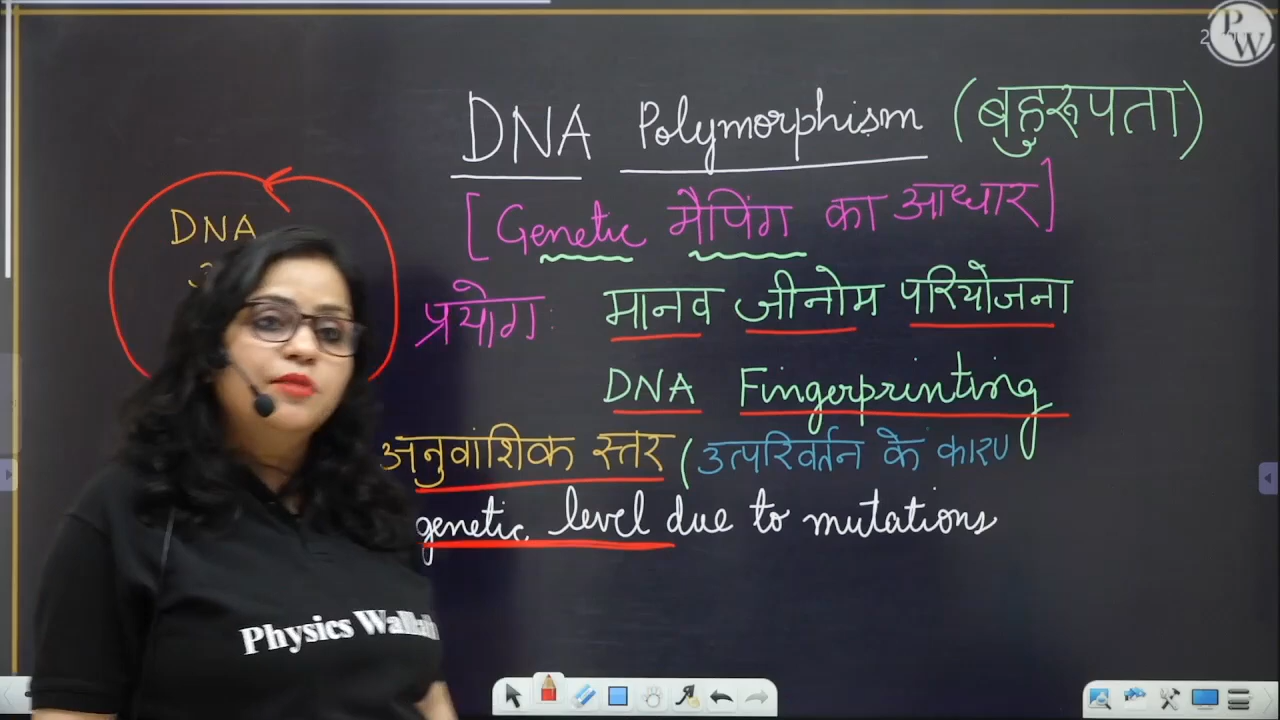 PW
DNA Polymorphism (बहुरूपता)
[Genetic मैपिंग का आधार]
DNA
प्रयोग: मानव जीनोम परियोजना
DNA Fingerprinting
अनुवांशिक स्तर (उत्परिवर्तन के
genetic level due to mutations
Physics Wallah